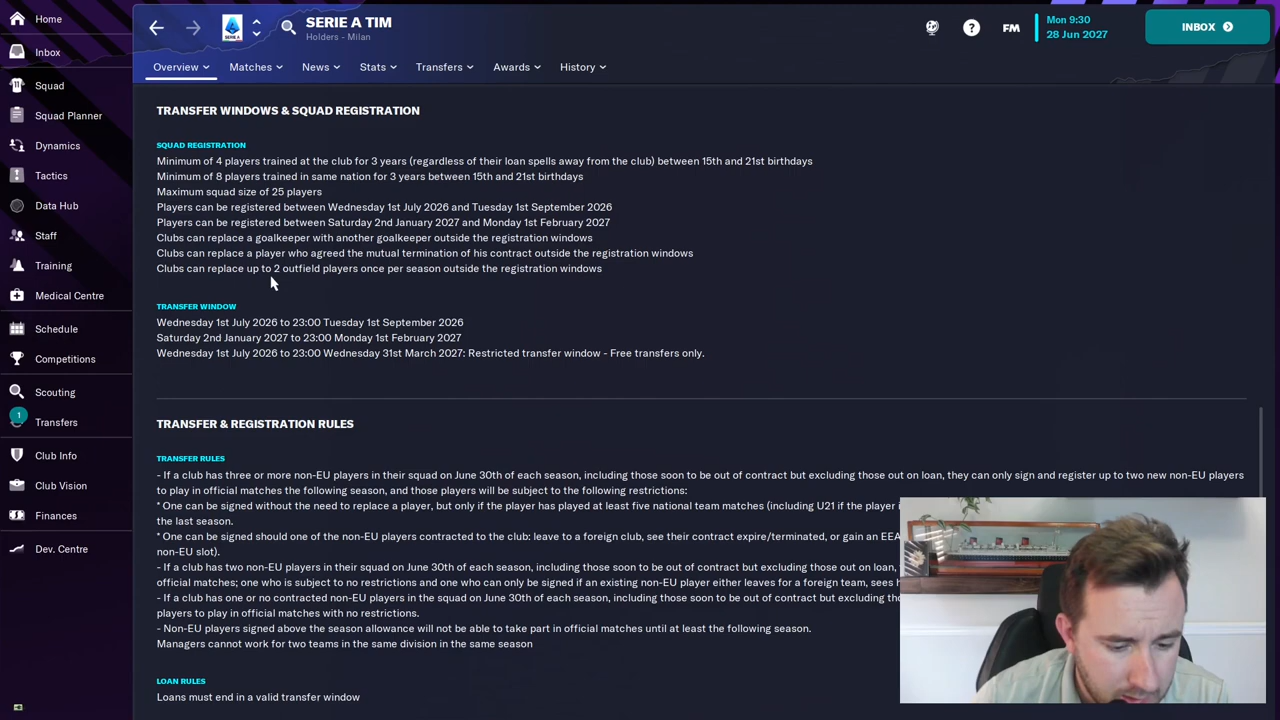 Home
Inbox
Squad
Squad Planner
Dynamics
Tactics
Data Hub
Staff
Training
Medical Centre
Schedule
Competitions
Scouting
1
Transfers
Club Info
Club Vision
Finances
Dev. Centre
SERIE A
SERIE A TIM
Holders - Milan
?
FM
Mon 9:30
28 Jun 2027
INBOX
Overview
Matches
News
Stats
Transfers
Awards
History
TRANSFER WINDOWS & SQUAD REGISTRATION
SQUAD REGISTRATION
Minimum of 4 players trained at the club for 3 years (regardless of their loan spells away from the club) between 15th and 21st birthdays
Minimum of 8 players trained in same nation for 3 years between 15th and 21st birthdays
Maximum squad size of 25 players
Players can be registered between Wednesday 1st July 2026 and Tuesday 1st September 2026
Players can be registered between Saturday 2nd January 2027 and Monday 1st February 2027
Clubs can replace a goalkeeper with another goalkeeper outside the registration windows
Clubs can replace a player who agreed the mutual termination of his contract outside the registration windows
Clubs can replace up to 2 outfield players once per season outside the registration windows
TRANSFER WINDOW
Wednesday 1st July 2026 to 23:00 Tuesday 1st September 2026
Saturday 2nd January 2027 to 23:00 Monday 1st February 2027
Wednesday 1st July 2026 to 23:00 Wednesday 31st March 2027: Restricted transfer window - Free transfers only.
TRANSFER & REGISTRATION RULES
TRANSFER RULES
- If a club has three or more non-EU players in their squad on June 30th of each season, including those soon to be out of contract but excluding those out on loan, they can only sign and register up to two new non-EU players
to play in official matches the following season, and those players will be subject to the following restrictions:
* One can be signed without the need to replace a player, but only if the player has played at least five national team matches (including U21 if the player
the last season.
* One can be signed should one of the non-EU players contracted to the club: leave to a foreign club, see their contract expire/terminated, or gain an EEA
non-EU slot).
- If a club has two non-EU players in their squad on June 30th of each season, including those soon to be out of contract but excluding those out on loan,
official matches; one who is subject to no restrictions and one who can only be signed if an existing non-EU player either leaves for a foreign team, sees
- If a club has one or no contracted non-EU players in the squad on June 30th of each season, including those soon to be out of contract but excluding
players to play in official matches with no restrictions.
- Non-EU players signed above the season allowance will not be able to take part in official matches until at least the following season.
Managers cannot work for two teams in the same division in the same season
LOAN RULES
Loans must end in a valid transfer window